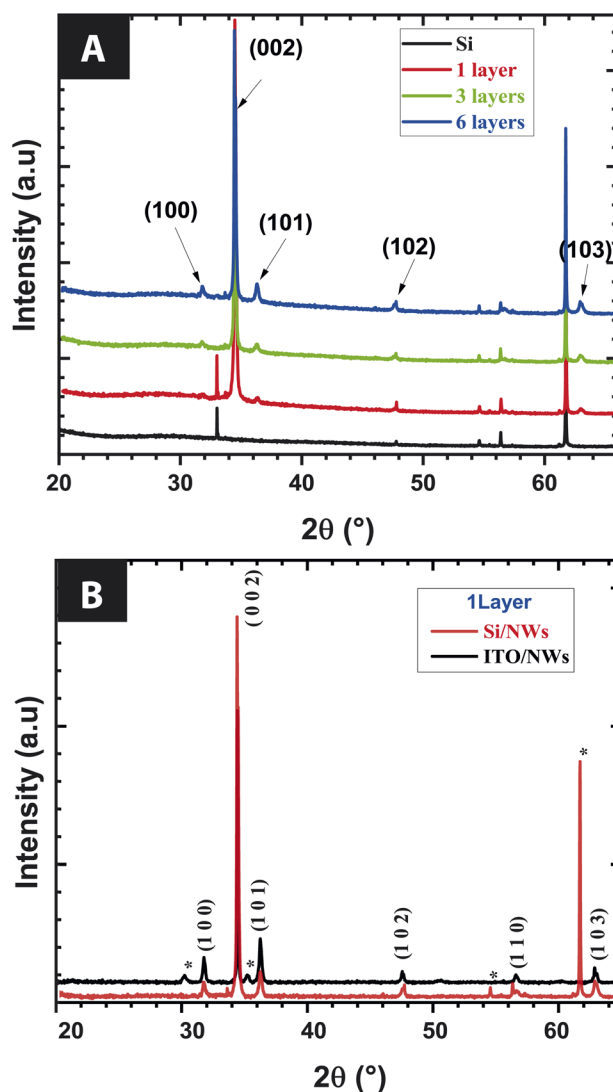 A
Si
1 layer
3 layers
6 layers
(002)
(100)
(101)
(102)
(103)
Intensity (a.u)
20 30 40 50 60
2θ (°)
B
1Layer
Si/NWs
ITO/NWs
( 0 0 2)
*
( 1 0 0)
*
( 1 0 1)
( 1 0 2)
*
( 1 1 0)
*
( 1 0 3)
Intensity (a.u)
20 30 40 50 60
2θ (°)